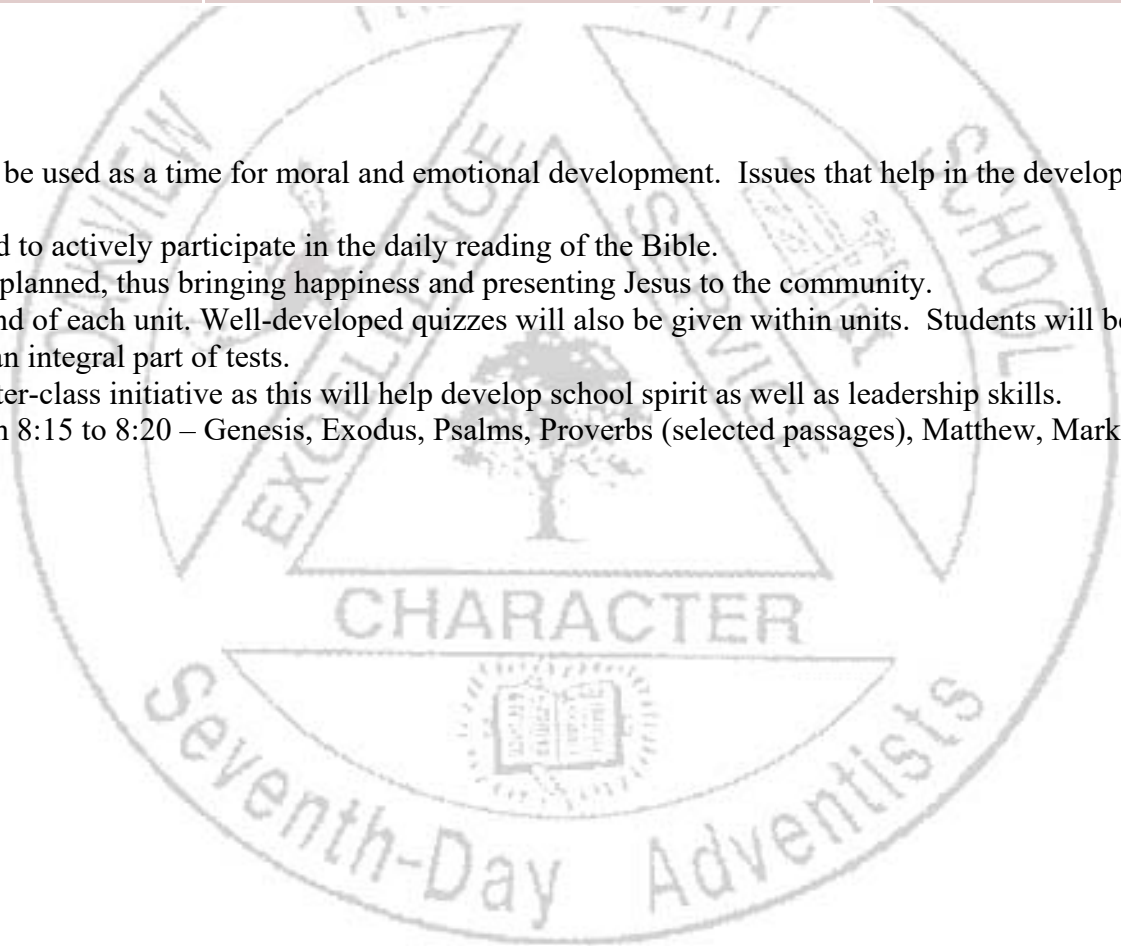 be used as a time for moral and emotional development.  Issues that help in the develop
d to actively participate in the daily reading of the Bible.
planned, thus bringing happiness and presenting Jesus to the community.
nd of each unit. Well-developed quizzes will also be given within units.  Students will be
an integral part of tests.
ter-class initiative as this will help develop school spirit as well as leadership skills.
n 8:15 to 8:20 – Genesis, Exodus, Psalms, Proverbs (selected passages), Matthew, Mark
SCHOOL
EXCELLENCE
SERVICE
CHARACTER
Seventh-Day Adventists